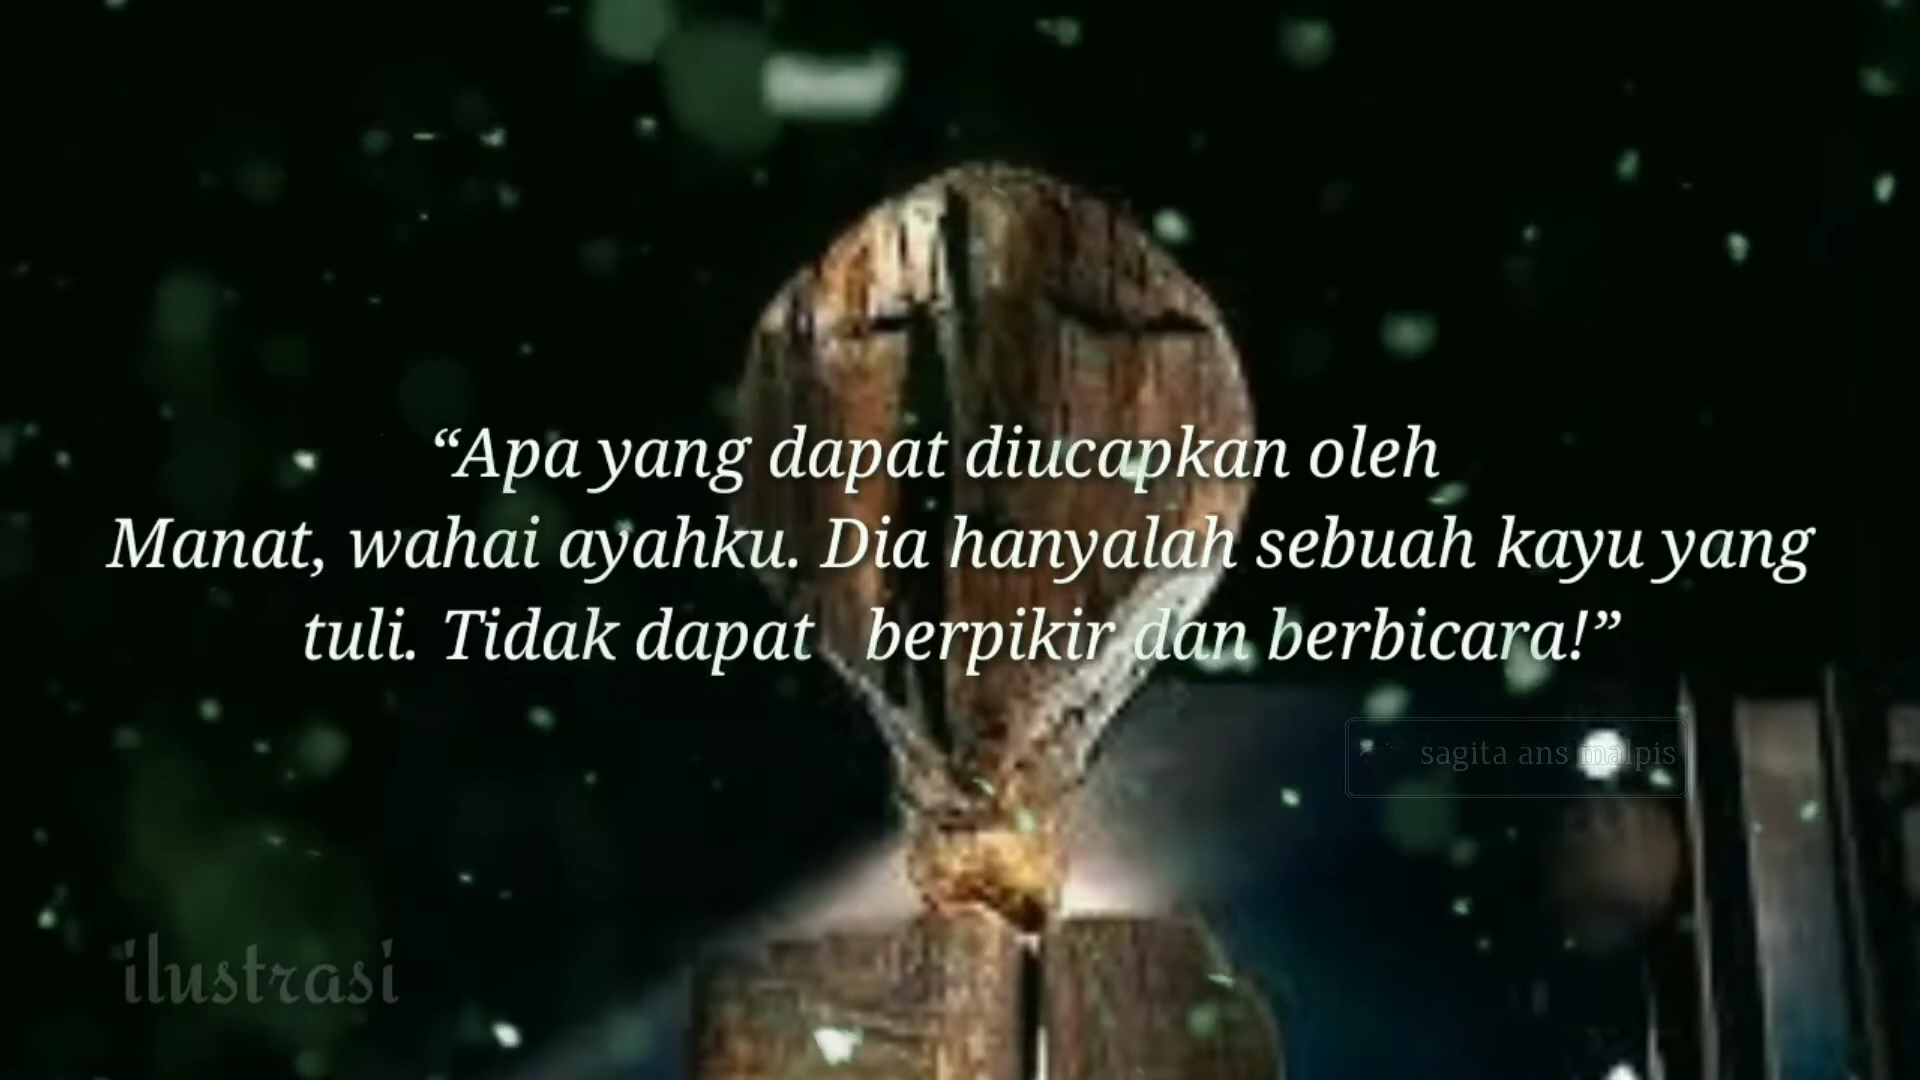 “Apa yang dapat diucapkan oleh
Manat, wahai ayahku. Dia hanyalah sebuah kayu yang
tuli. Tidak dapat berpikir dan berbicara!”
sagita ans malpis
ilustrasi